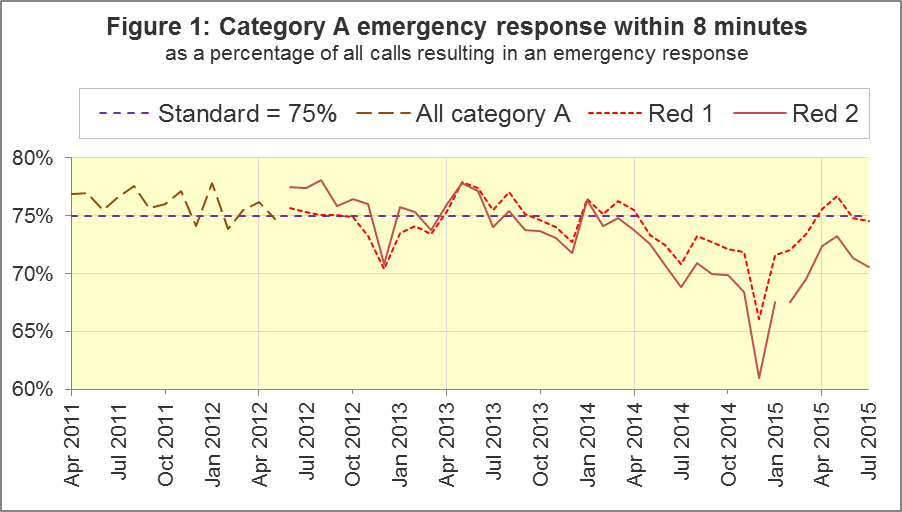 Figure 1: Category A emergency response within 8 minutes
as a percentage of all calls resulting in an emergency response
Standard = 75% All category A Red 1 Red 2
80%
75%
70%
65%
60%
Apr 2011 Jul 2011 Oct 2011 Jan 2012 Apr 2012 Jul 2012 Oct 2012 Jan 2013 Apr 2013 Jul 2013 Oct 2013 Jan 2014 Apr 2014 Jul 2014 Oct 2014 Jan 2015 Apr 2015 Jul 2015